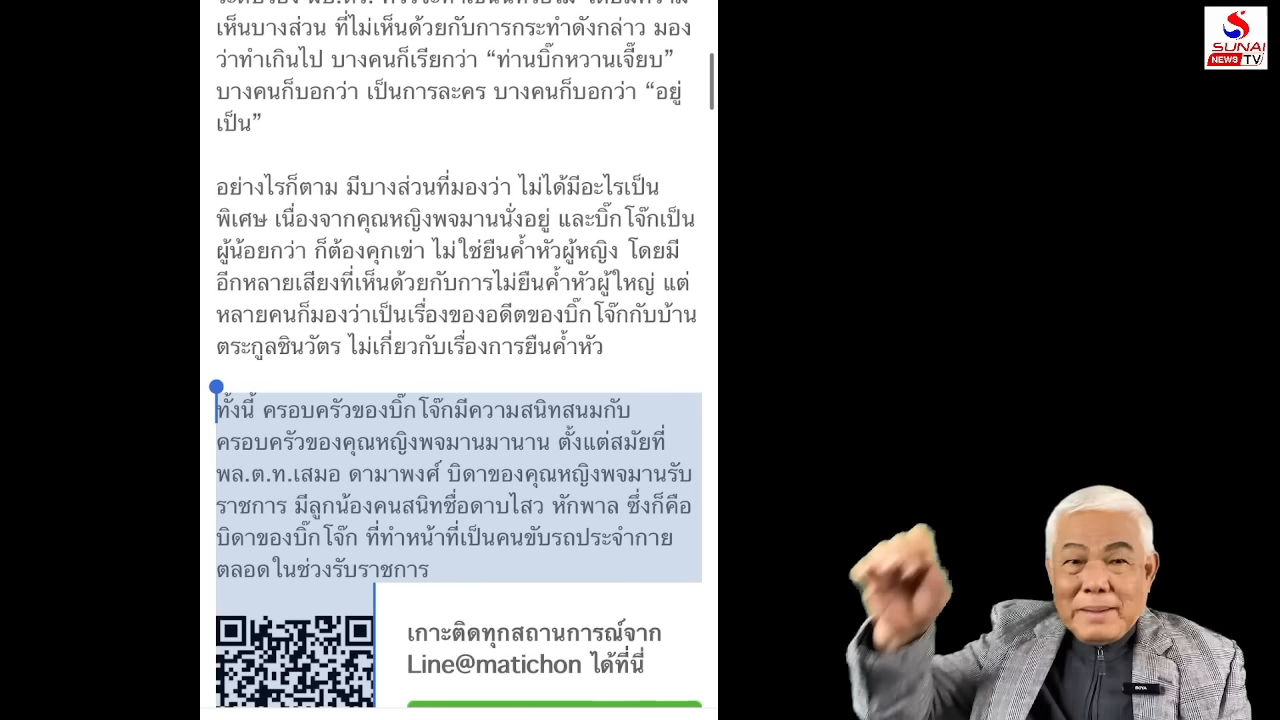 เห็นบางส่วน ที่ไม่เห็นด้วยกับการกระทำดังกล่าว มอง
ว่าทำเกินไป บางคนก็เรียกว่า “ท่านบิ๊กหวานเจี๊ยบ”
บางคนก็บอกว่า เป็นการละคร บางคนก็บอกว่า “อยู่
เป็น”
อย่างไรก็ตาม มีบางส่วนที่มองว่า ไม่ได้มีอะไรเป็น
พิเศษ เนื่องจากคุณหญิงพจมานนั่งอยู่ และบิ๊กโจ๊กเป็น
ผู้น้อยกว่า ก็ต้องคุกเข่า ไม่ใช่ยืนค้ำหัวผู้หญิง โดยมี
อีกหลายเสียงที่เห็นด้วยกับการไม่ยืนค้ำหัวผู้ใหญ่ แต่
หลายคนก็มองว่าเป็นเรื่องของอดีตของบิ๊กโจ๊กกับบ้าน
ตระกูลชินวัตร ไม่เกี่ยวกับเรื่องการยืนค้ำหัว
ทั้งนี้ ครอบครัวของบิ๊กโจ๊กมีความสนิทสนมกับ
ครอบครัวของคุณหญิงพจมานมานาน ตั้งแต่สมัยที่
พล.ต.ท.เสมอ ดามาพงศ์ บิดาของคุณหญิงพจมานรับ
ราชการ มีลูกน้องคนสนิทชื่อดาบไสว หักพาล ซึ่งก็คือ
บิดาของบิ๊กโจ๊ก ที่ทำหน้าที่เป็นคนขับรถประจำกาย
ตลอดในช่วงรับราชการ
เกาะติดทุกสถานการณ์จาก
Line@matichon ได้ที่นี่
SUNAI
NEWS TV
BOYA